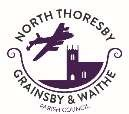 NORTH THORESBY
GRAINSBY & WAITHE
PARISH COUNCIL